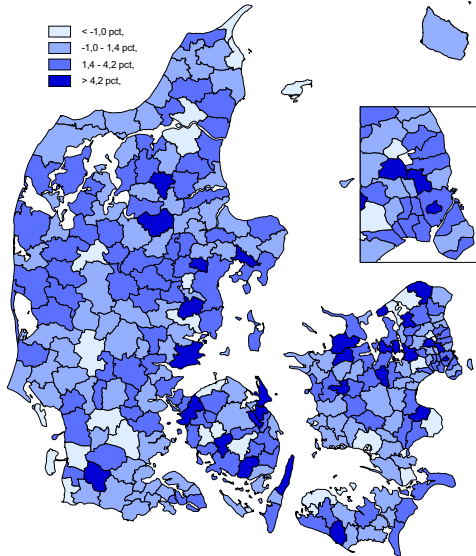 < -1,0 pct,
-1,0 - 1,4 pct,
1,4 - 4,2 pct,
> 4,2 pct,